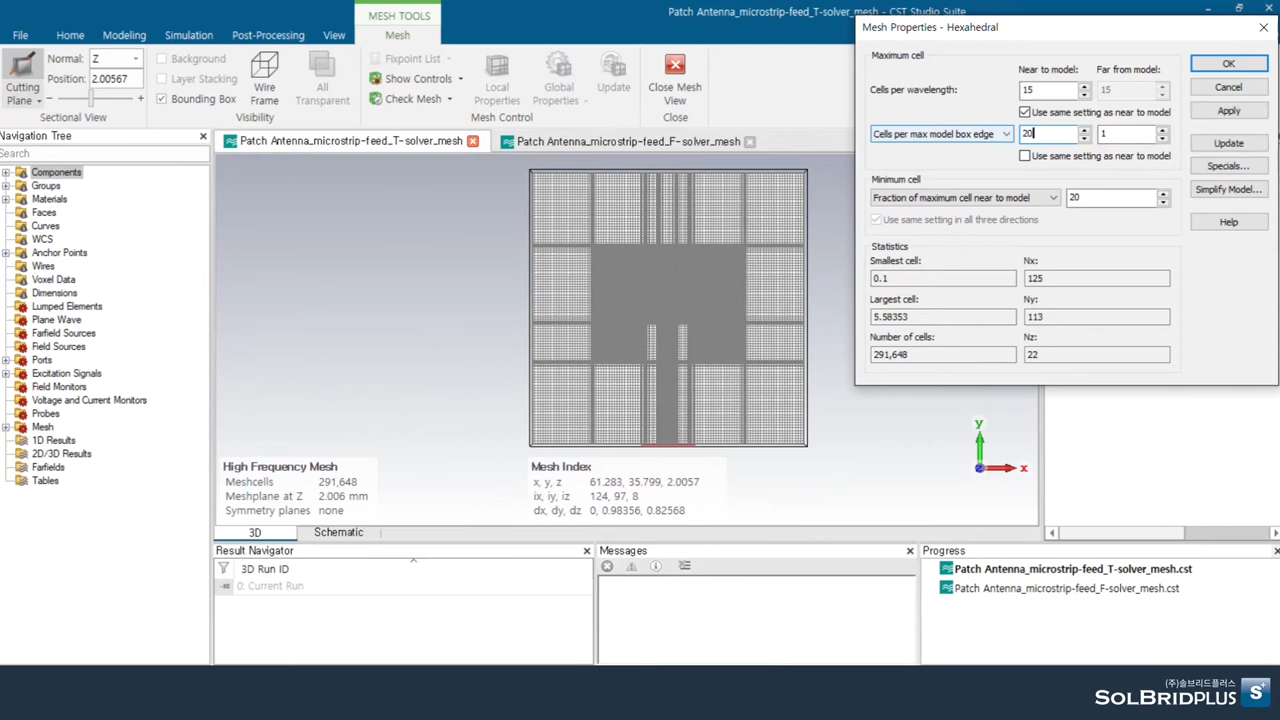 MESH TOOLS
Patch Antenna_microstrip-feed_T-solver_mesh - CST Studio Suite
File
Home
Modeling
Simulation
Post-Processing
View
Mesh
Cutting
Plane
Normal:
Z
Position:
2.00567
Sectional View
Background
Layer Stacking
Bounding Box
Wire
Frame
All
Transparent
Visibility
Fixpoint List
Show Controls
Check Mesh
Local
Properties
Global
Properties
Update
Mesh Control
Close Mesh
View
Close
Navigation Tree
Search
Components
Groups
Materials
Faces
Curves
WCS
Anchor Points
Wires
Voxel Data
Dimensions
Lumped Elements
Plane Wave
Farfield Sources
Field Sources
Ports
Excitation Signals
Field Monitors
Voltage and Current Monitors
Probes
Mesh
1D Results
2D/3D Results
Farfields
Tables
Patch Antenna_microstrip-feed_T-solver_mesh
Patch Antenna_microstrip-feed_F-solver_mesh
High Frequency Mesh
Meshcells 291,648
Meshplane at Z 2.006 mm
Symmetry planes none
Mesh Index
x, y, z 61.283, 35.799, 2.0057
ix, iy, iz 124, 97, 8
dx, dy, dz 0, 0.98356, 0.82568
y
x
3D
Schematic
Result Navigator
3D Run ID
0: Current Run
Messages
Progress
Patch Antenna_microstrip-feed_T-solver_mesh.cst
Patch Antenna_microstrip-feed_F-solver_mesh.cst
Mesh Properties - Hexahedral
Maximum cell
Near to model: Far from model:
Cells per wavelength: 15 15
Use same setting as near to model
Cells per max model box edge 20 1
Use same setting as near to model
Minimum cell
Fraction of maximum cell near to model 20
Use same setting in all three directions
Statistics
Smallest cell: Nx:
0.1 125
Largest cell: Ny:
5.58353 113
Number of cells: Nz:
291,648 22
OK
Cancel
Apply
Update
Specials...
Simplify Model...
Help
(주)솔브리드플러스
SOLBRIDPLUS
S+